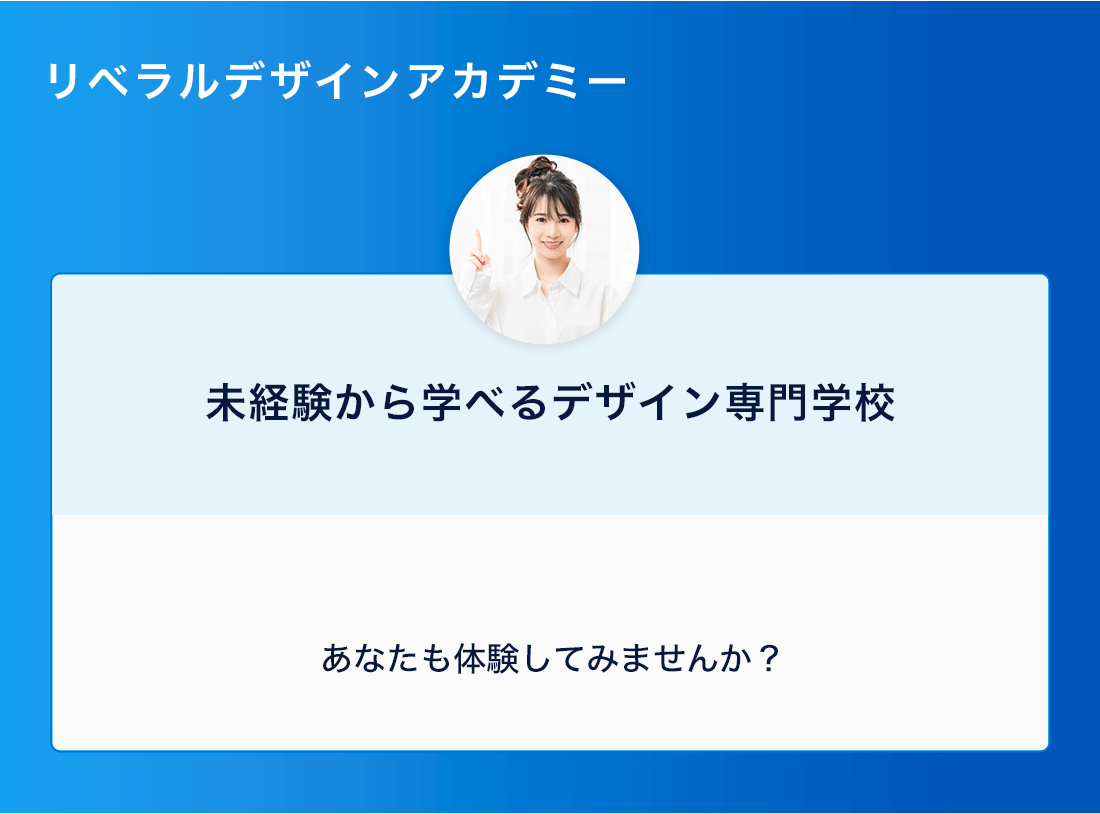 リベラルデザインアカデミー
未経験から学べるデザイン専門学校
あなたも体験してみませんか？